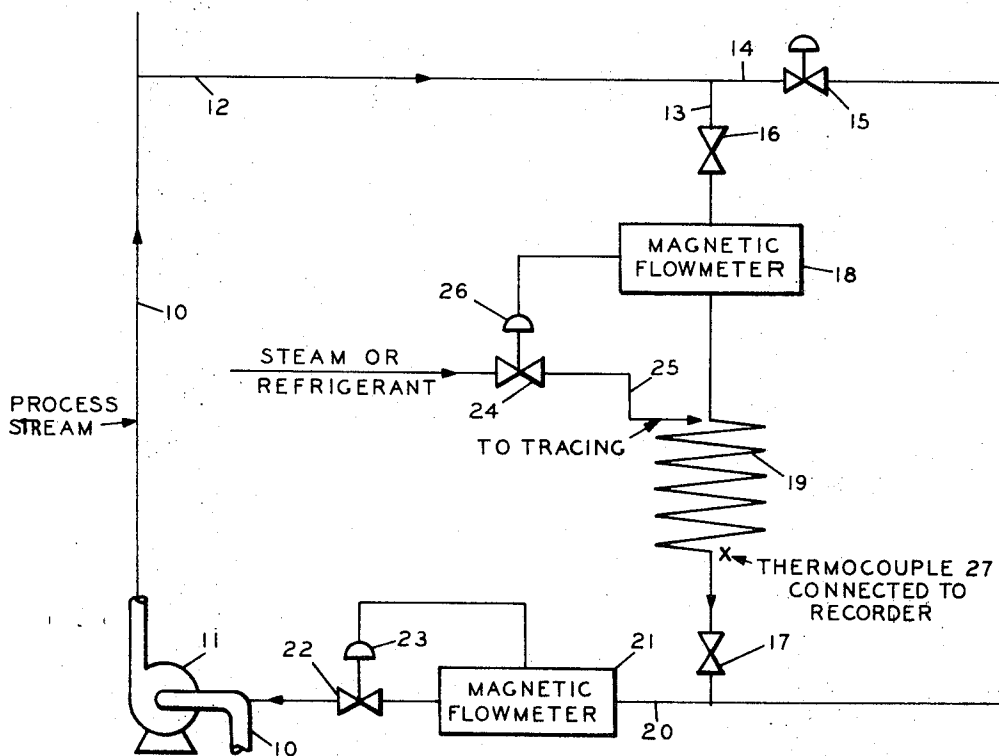 14
12
13
16
15
MAGNETIC
FLOWMETER
18
26
10
STEAM OR
REFRIGERANT
25
24
PROCESS
STREAM
TO TRACING
19
X
THERMOCOUPLE 27
CONNECTED TO
RECORDER
11
23
21
22
17
MAGNETIC
FLOWMETER
20
10